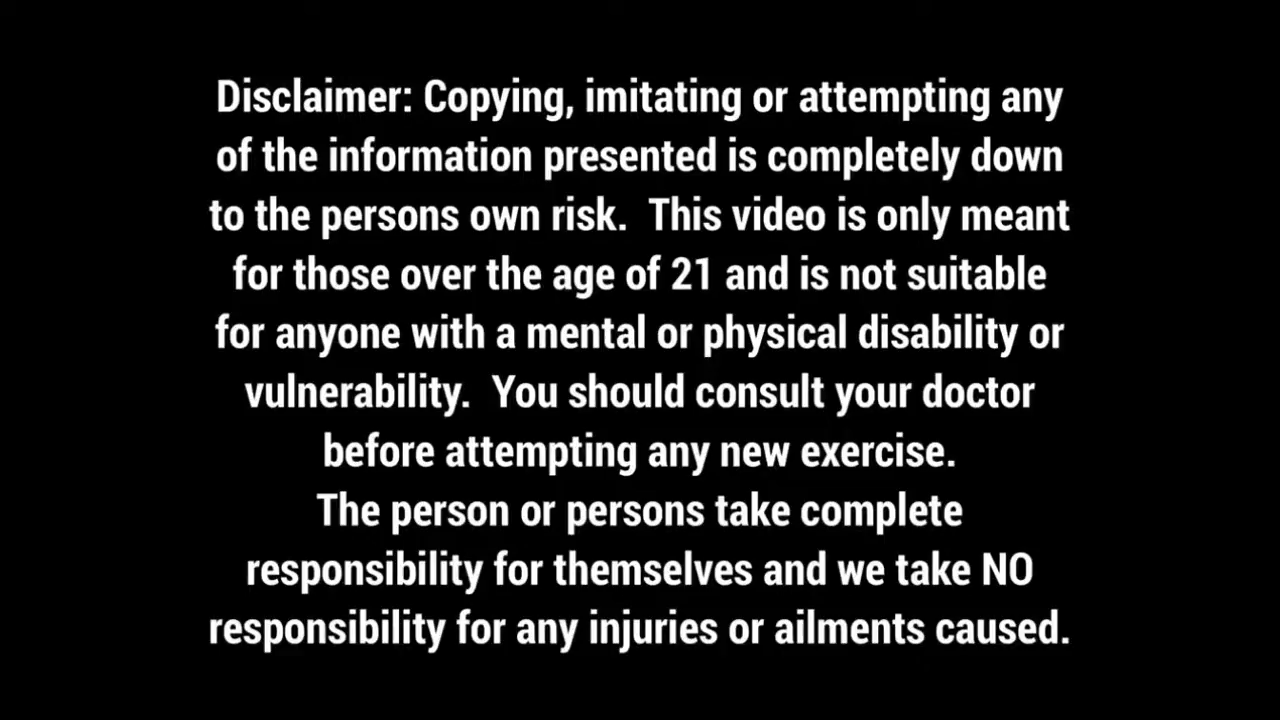 Disclaimer: Copying, imitating or attempting any
of the information presented is completely down
to the persons own risk.  This video is only meant
for those over the age of 21 and is not suitable
for anyone with a mental or physical disability or
vulnerability.  You should consult your doctor
before attempting any new exercise.
The person or persons take complete
responsibility for themselves and we take NO
responsibility for any injuries or ailments caused.